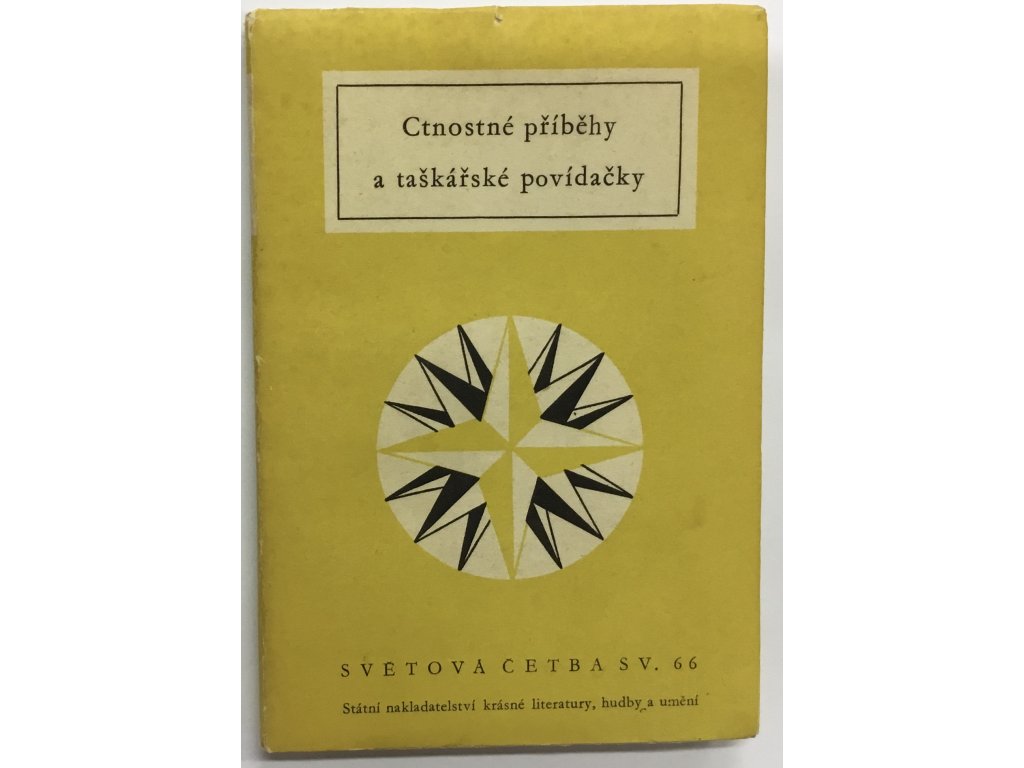 Ctnostné příběhy
a taškářské povídačky
SVĚTOVÁ ČETBA SV. 66
Státní nakladatelství krásné literatury, hudby a umění